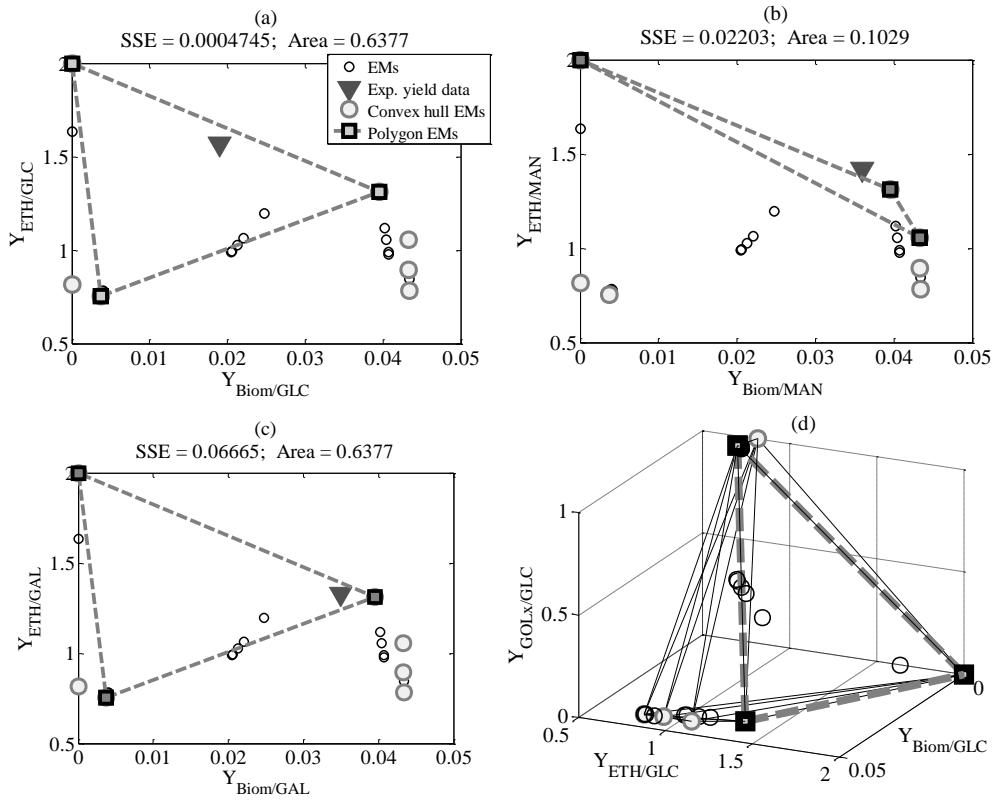 (a)
SSE = 0.0004745; Area = 0.6377
2
1.5
1
0.5
Y_ETH/GLC
0
0.01
0.02
0.03
0.04
0.05
Y_Biom/GLC
EMs
Exp. yield data
Convex hull EMs
Polygon EMs
(b)
SSE = 0.02203; Area = 0.1029
2
1.5
1
0.5
Y_ETH/MAN
0
0.01
0.02
0.03
0.04
0.05
Y_Biom/MAN
(c)
SSE = 0.06665; Area = 0.6377
2
1.5
1
0.5
Y_ETH/GAL
0
0.01
0.02
0.03
0.04
0.05
Y_Biom/GAL
(d)
1
0.5
0
Y_GOLx/GLC
0.5
1
1.5
2
Y_ETH/GLC
0.05
0
Y_Biom/GLC